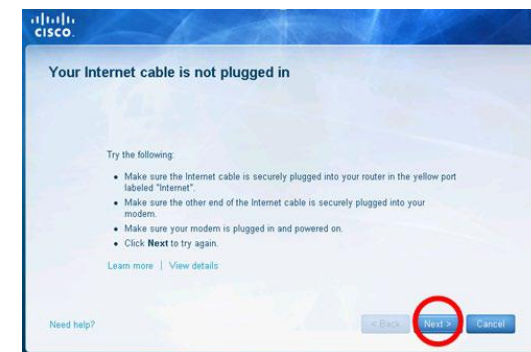 CISCO.
Your Internet cable is not plugged in
Try the following:
• Make sure the Internet cable is securely plugged into your router in the yellow port
labeled "Internet".
• Make sure the other end of the Internet cable is securely plugged into your
modem.
• Make sure your modem is plugged in and powered on.
• Click Next to try again.
Learn more | View details
Need help? < Back Next > Cancel